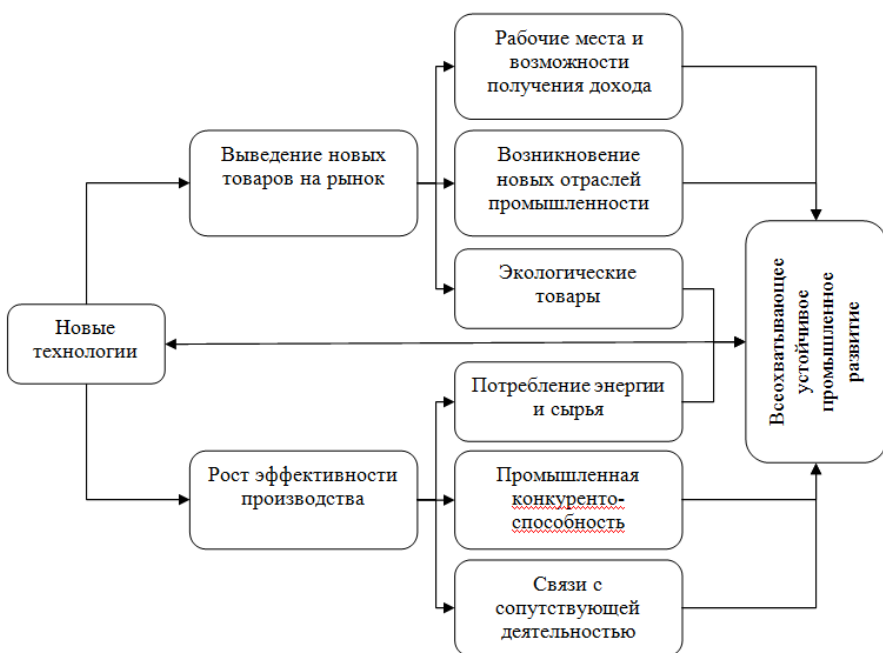 Рабочие места и
возможности
получения дохода
Выведение новых
товаров на рынок
Возникновение
новых отраслей
промышленности
Экологические
товары
Новые
технологии
Всеохватывающее
устойчивое
промышленное
развитие
Потребление энергии
и сырья
Рост эффективности
производства
Промышленная
конкуренто-
способность
Связи с
сопутствующей
деятельностью